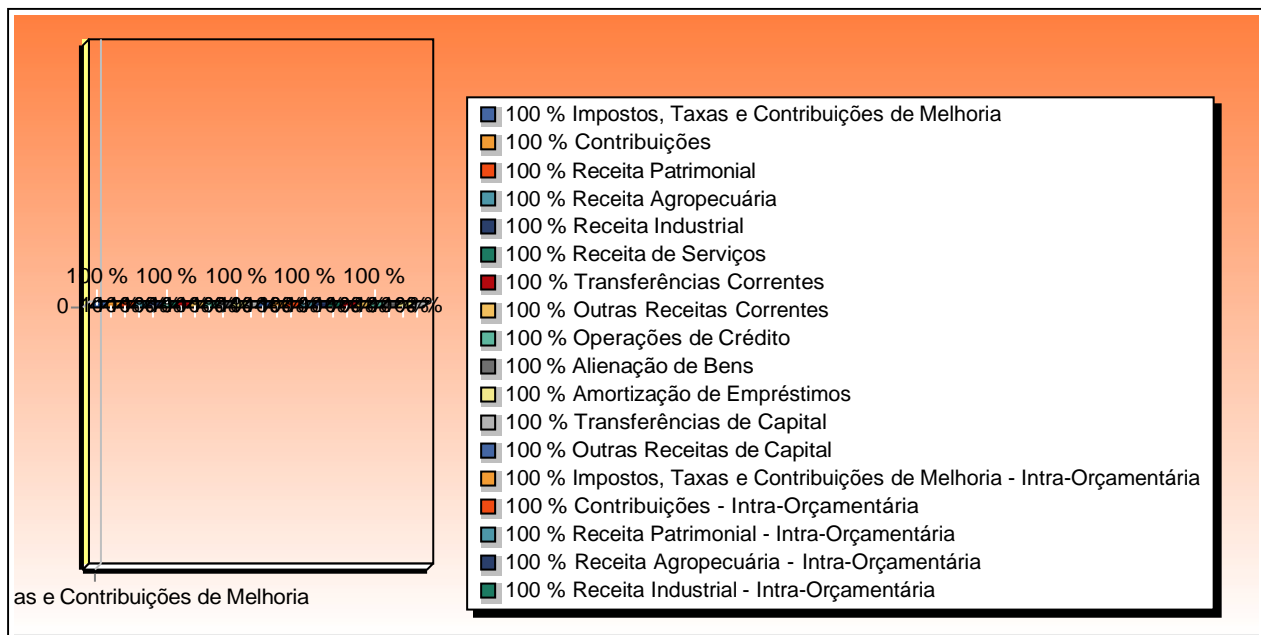 100 % 100 % 100 % 100 % 100 %
0
as e Contribuições de Melhoria
100 % Impostos, Taxas e Contribuições de Melhoria
100 % Contribuições
100 % Receita Patrimonial
100 % Receita Agropecuária
100 % Receita Industrial
100 % Receita de Serviços
100 % Transferências Correntes
100 % Outras Receitas Correntes
100 % Operações de Crédito
100 % Alienação de Bens
100 % Amortização de Empréstimos
100 % Transferências de Capital
100 % Outras Receitas de Capital
100 % Impostos, Taxas e Contribuições de Melhoria - Intra-Orçamentária
100 % Contribuições - Intra-Orçamentária
100 % Receita Patrimonial - Intra-Orçamentária
100 % Receita Agropecuária - Intra-Orçamentária
100 % Receita Industrial - Intra-Orçamentária